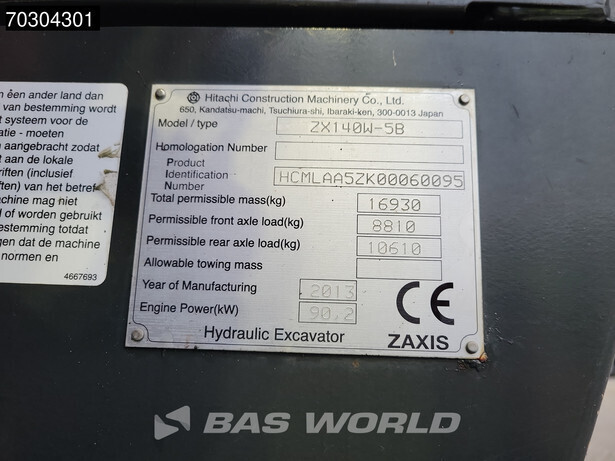 70304301
n één ander land dan
van bestemming wordt
t systeem voor de
atie - moeten
n aangebracht zodat
t aan de lokale
hriften (inclusief
ften) van het betref
achine mag niet
d of worden gebruikt
bestemming totdat
gen dat de machine
normen en
4667693
Hitachi Construction Machinery Co., Ltd.
650, Kandatsu-machi, Tsuchiura-shi, Ibaraki-ken, 300-0013 Japan
Model / type ZX140W-5B
Homologation Number
Product
Identification HCMLAA5ZK00060095
Number
Total permissible mass(kg) 16930
Permissible front axle load(kg) 8810
Permissible rear axle load(kg) 10610
Allowable towing mass
Year of Manufacturing 2013
Engine Power(kW) 90,2
CE
Hydraulic Excavator ZAXIS
BAS WORLD